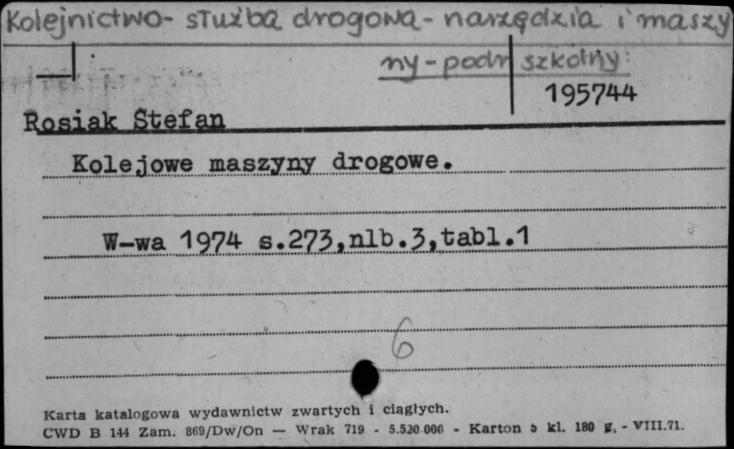 Kolejnictwo - służba drogowa - narzędzia i maszy
ny - podr szkolny:
195744
Rosiak Stefan
Kolejowe maszyny drogowe.
W-wa 1974 s.273,nlb.3,tabl.1
6
Karta katalogowa wydawnictw zwartych i ciągłych.
CWD B 144 Zam. 869/Dw/On — Wrak 719 - 5.520.000 - Karton 5 kl. 180 g. - VIII.71.